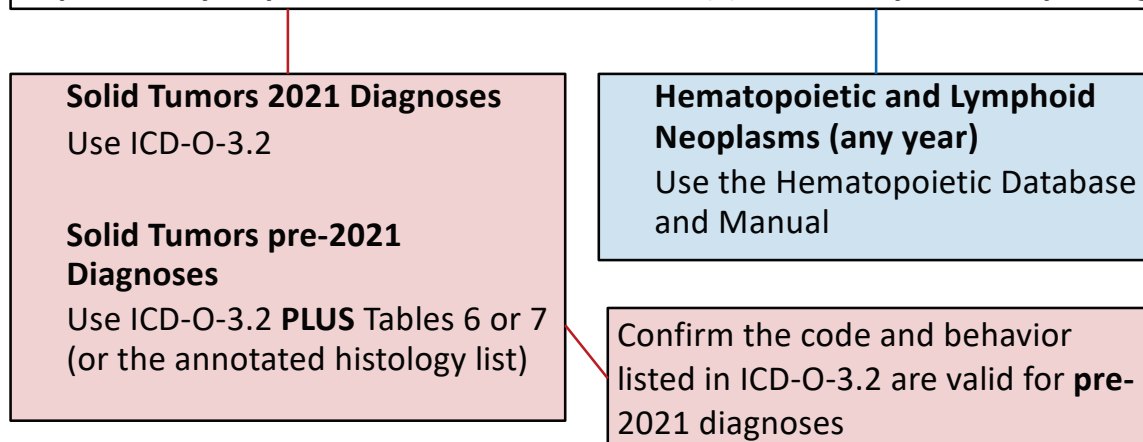 Solid Tumors 2021 Diagnoses
Use ICD-O-3.2
Solid Tumors pre-2021
Diagnoses
Use ICD-O-3.2 PLUS Tables 6 or 7
(or the annotated histology list)
Hematopoietic and Lymphoid
Neoplasms (any year)
Use the Hematopoietic Database
and Manual
Confirm the code and behavior
listed in ICD-O-3.2 are valid for pre-
2021 diagnoses